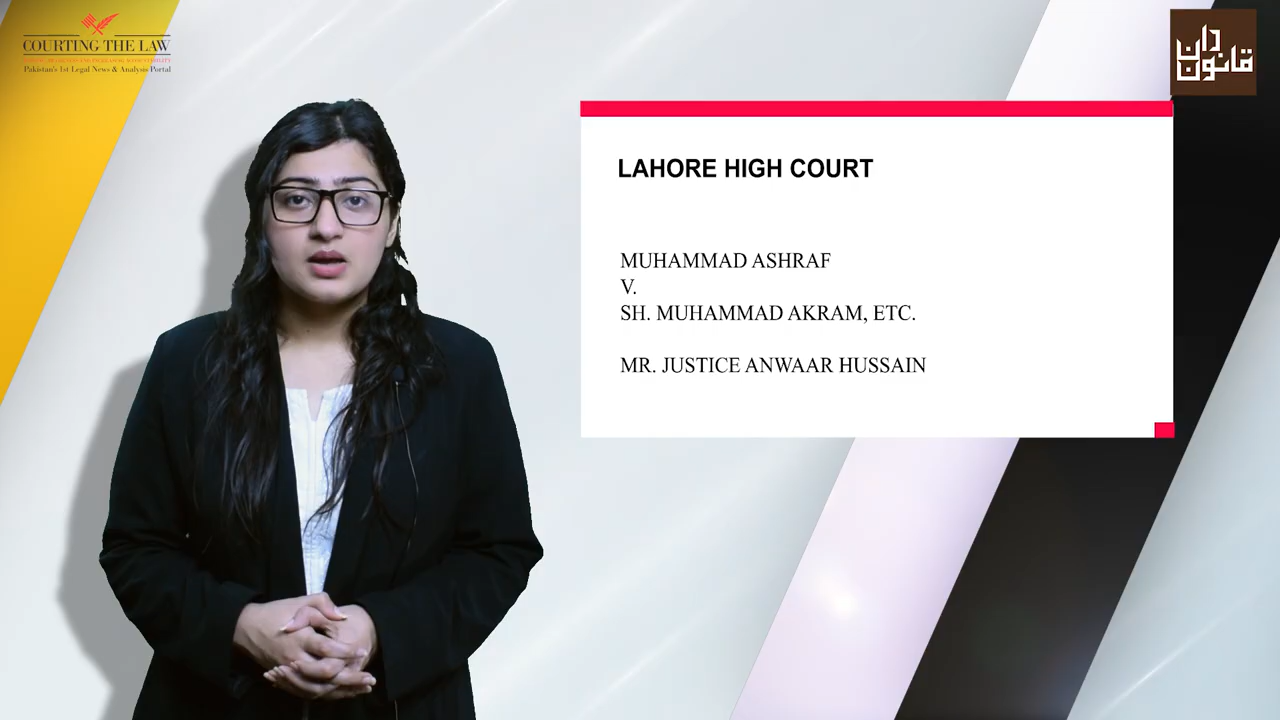 COURTING THE LAW
Pakistan's 1st Legal News & Analysis Portal
قانون دان
LAHORE HIGH COURT
MUHAMMAD ASHRAF
V.
SH. MUHAMMAD AKRAM, ETC.
MR. JUSTICE ANWAAR HUSSAIN